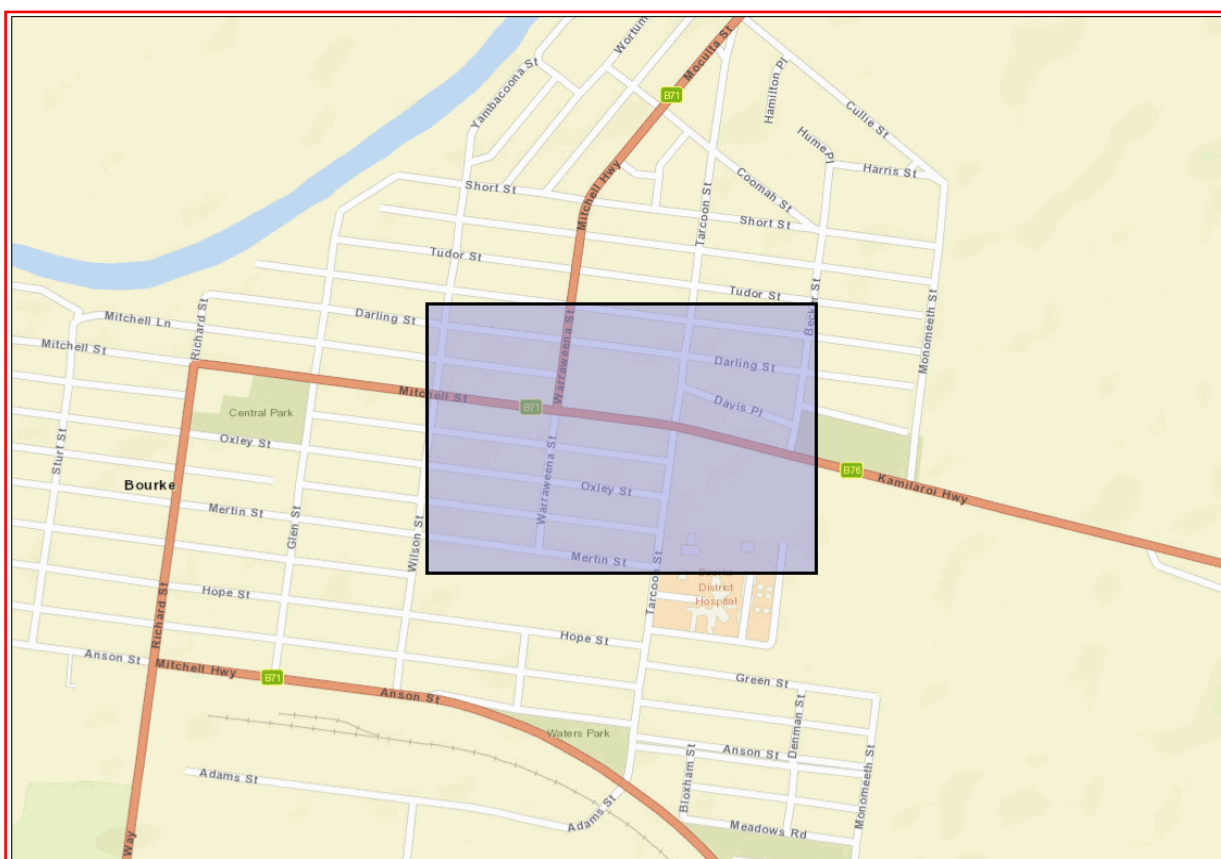 Wortum
Moculta St
Yambacoona St
B71
Hamilton Pl
Cullie St
Hume Pl
Harris St
Mitchell Hwy
Coomah St
Short St
Tarcoon St
Short St
Tudor St
Tudor St
Mitchell Ln
Richard St
Darling St
Warraweena St
Monomeeth St
Mitchell St
Darling St
Mitchell St
B71
Davis Pl
Central Park
Oxley St
Sturt St
B76
Kamilaroi Hwy
Bourke
Oxley St
Warraweena St
Mertin St
Glen St
Wilson St
Mertin St
Tarcoon St
District
Hospital
Hope St
Richard St
Hope St
Anson St
Mitchell Hwy
B71
Green St
Anson St
Denman St
Waters Park
Anson St
Bloxham St
Monomeeth St
Adams St
Adams St
Meadows Rd
Way